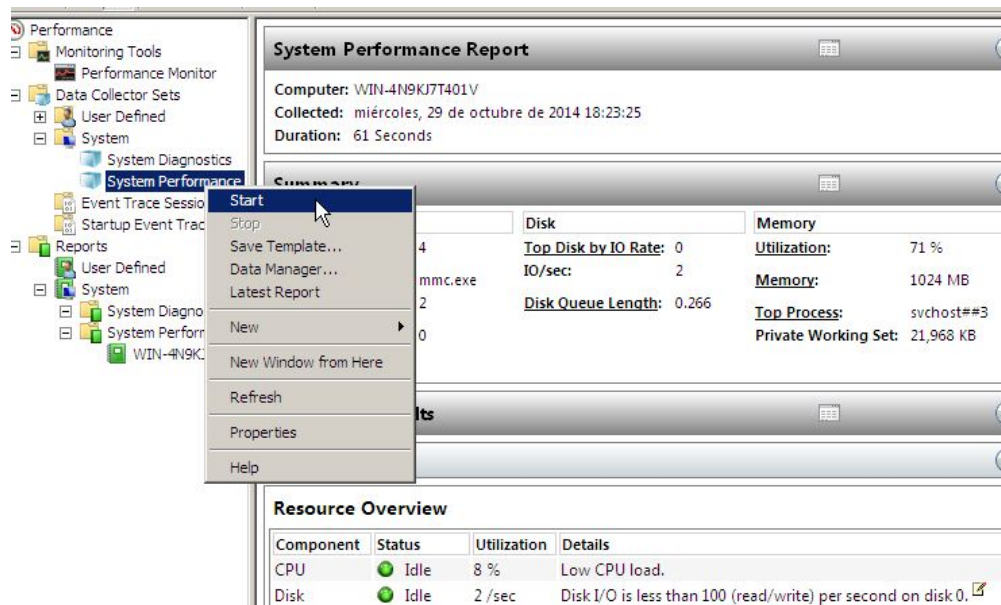 Performance
Monitoring Tools
Performance Monitor
Data Collector Sets
User Defined
System
System Diagnostics
System Performance
Event Trace Sessio
Startup Event Trac
Reports
User Defined
System
System Diagno
System Perforr
WIN-4N9K
Start
Stop
Save Template...
Data Manager...
Latest Report
New
New Window from Here
Refresh
Properties
Help
System Performance Report
Computer: WIN-4N9KJ7T401V
Collected: miércoles, 29 de octubre de 2014 18:23:25
Duration: 61 Seconds
Summary
4
mmc.exe
2
0
Disk
Top Disk by IO Rate: 0
IO/sec: 2
Disk Queue Length: 0.266
Memory
Utilization: 71 %
Memory: 1024 MB
Top Process: svchost##3
Private Working Set: 21,968 KB
lts
Resource Overview
Component Status Utilization Details
CPU Idle 8 % Low CPU load.
Disk Idle 2 /sec Disk I/O is less than 100 (read/write) per second on disk 0.